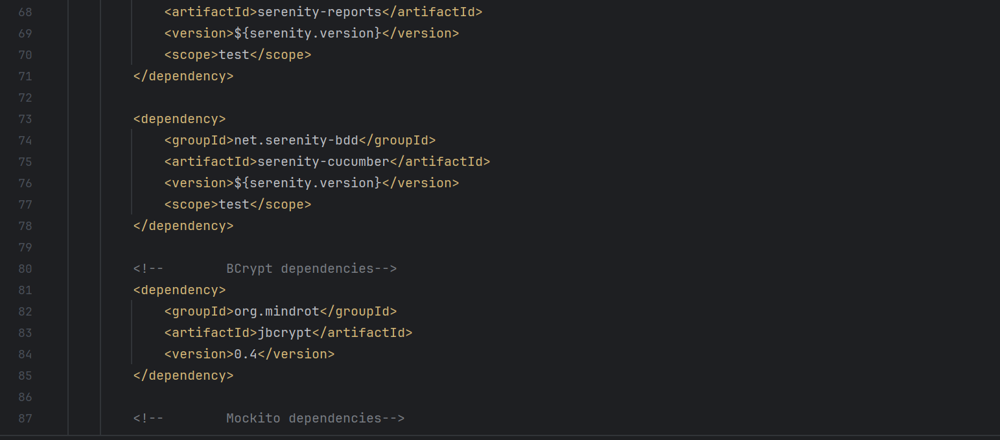 68 <artifactId>serenity-reports</artifactId>
69 <version>${serenity.version}</version>
70 <scope>test</scope>
71 </dependency>
72
73 <dependency>
74 <groupId>net.serenity-bdd</groupId>
75 <artifactId>serenity-cucumber</artifactId>
76 <version>${serenity.version}</version>
77 <scope>test</scope>
78 </dependency>
79
80 <!--         BCrypt dependencies-->
81 <dependency>
82 <groupId>org.mindrot</groupId>
83 <artifactId>jbcrypt</artifactId>
84 <version>0.4</version>
85 </dependency>
86
87 <!--         Mockito dependencies-->